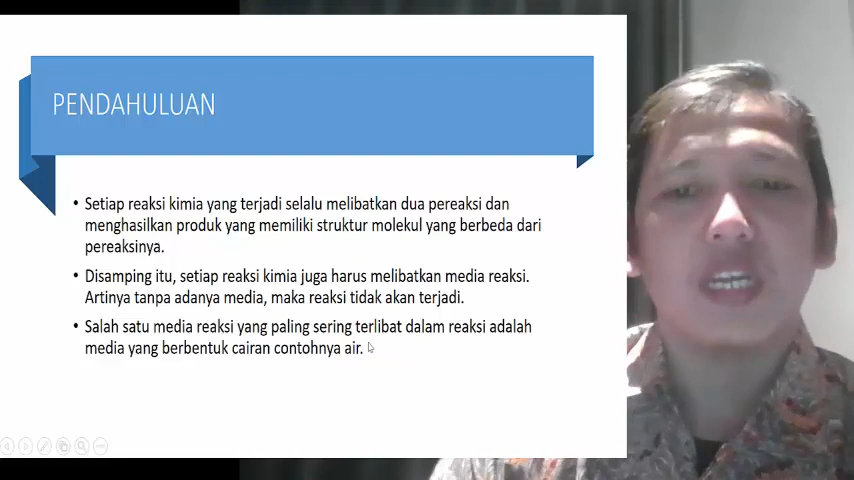 PENDAHULUAN
• Setiap reaksi kimia yang terjadi selalu melibatkan dua pereaksi dan
menghasilkan produk yang memiliki struktur molekul yang berbeda dari
pereaksinya.
• Disamping itu, setiap reaksi kimia juga harus melibatkan media reaksi.
Artinya tanpa adanya media, maka reaksi tidak akan terjadi.
• Salah satu media reaksi yang paling sering terlibat dalam reaksi adalah
media yang berbentuk cairan contohnya air.